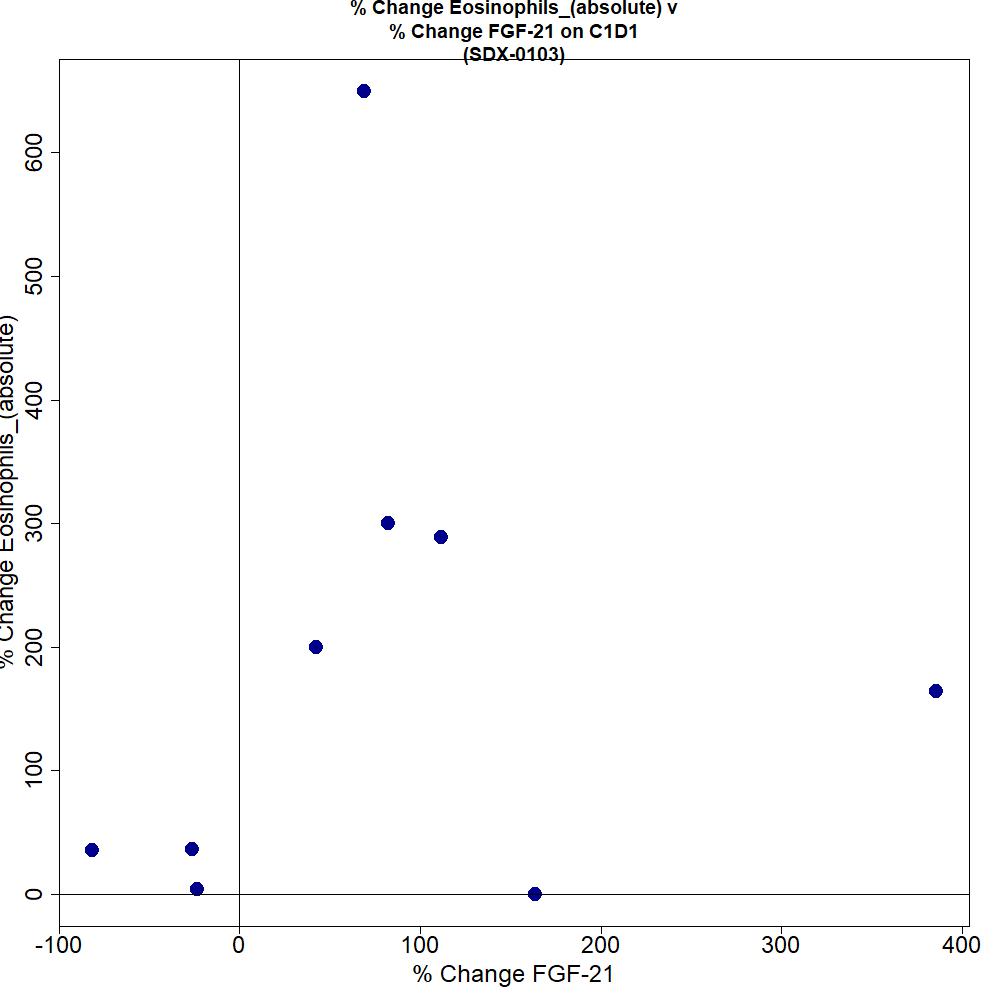 % Change Eosinophils_(absolute) v
% Change FGF-21 on C1D1
(SDX-0103)
% Change Eosinophils_(absolute)
600
500
400
300
200
100
0
-100 0 100 200 300 400
% Change FGF-21